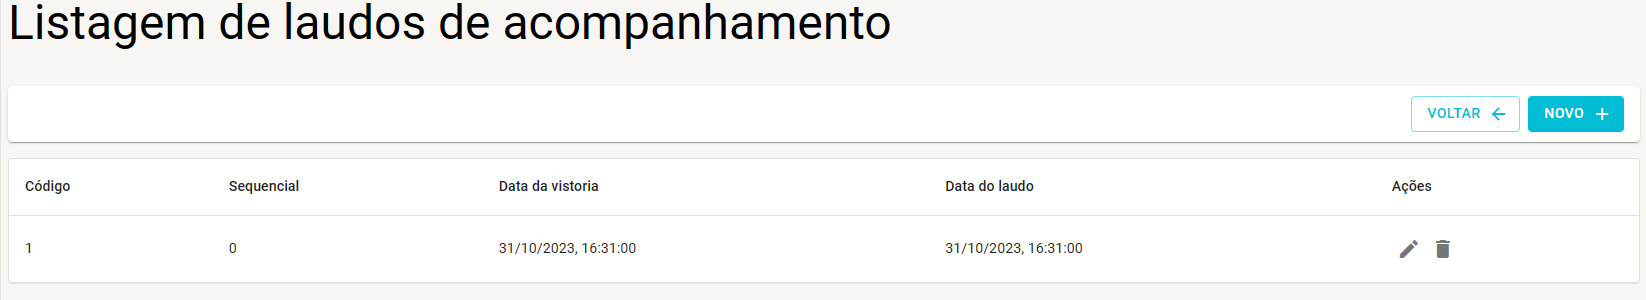 Listagem de laudos de acompanhamento
VOLTAR NOVO
Código Sequencial Data da vistoria Data do laudo Ações
1 0 31/10/2023, 16:31:00 31/10/2023, 16:31:00